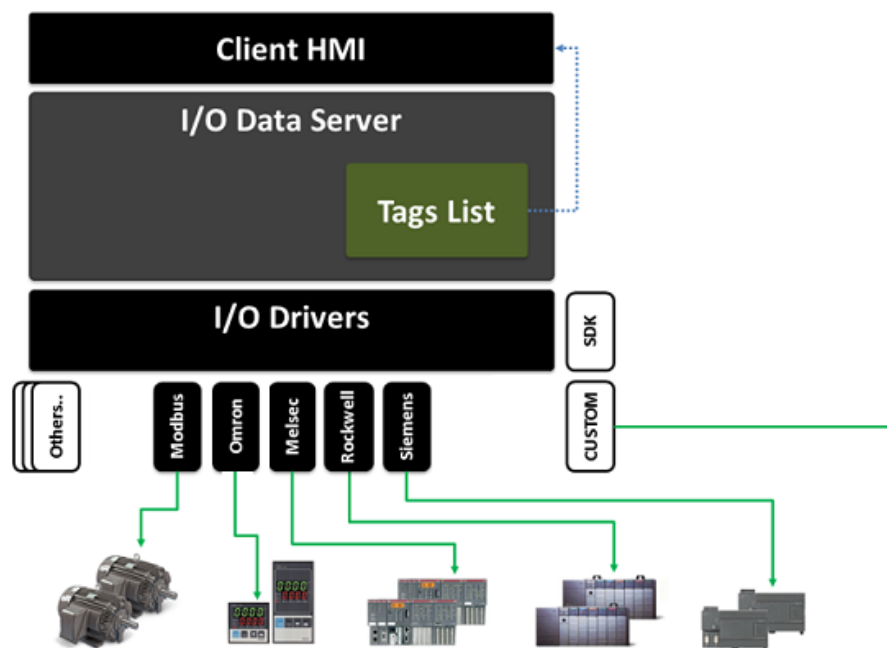 Client HMI
I/O Data Server
Tags List
I/O Drivers
SDK
Others..
Modbus
Omron
Melsec
Rockwell
Siemens
CUSTOM